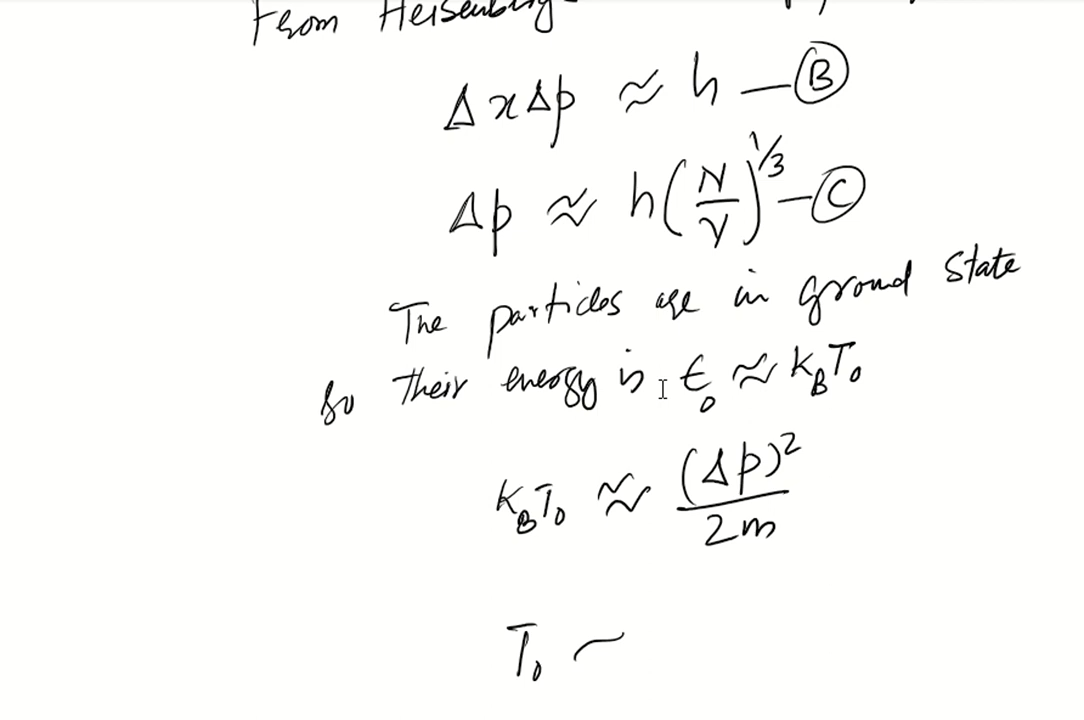 From Heisenberg
Δx Δp ≈ h — Ⓑ
Δp ≈ h(N/V)^1/3 — Ⓒ
The particles are in ground state
so their energy is ϵ₀ ≈ K_B T₀
K_B T₀ ≈ (Δp)²/2m
T₀ ~